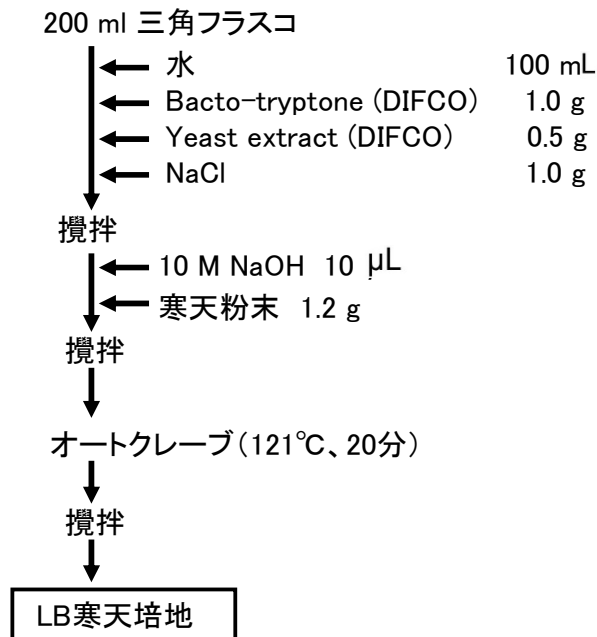 200 ml 三角フラスコ
水 100 mL
Bacto-tryptone (DIFCO) 1.0 g
Yeast extract (DIFCO) 0.5 g
NaCl 1.0 g
攪拌
10 M NaOH 10 μL
寒天粉末 1.2 g
攪拌
オートクレーブ(121℃、20分)
攪拌
LB寒天培地